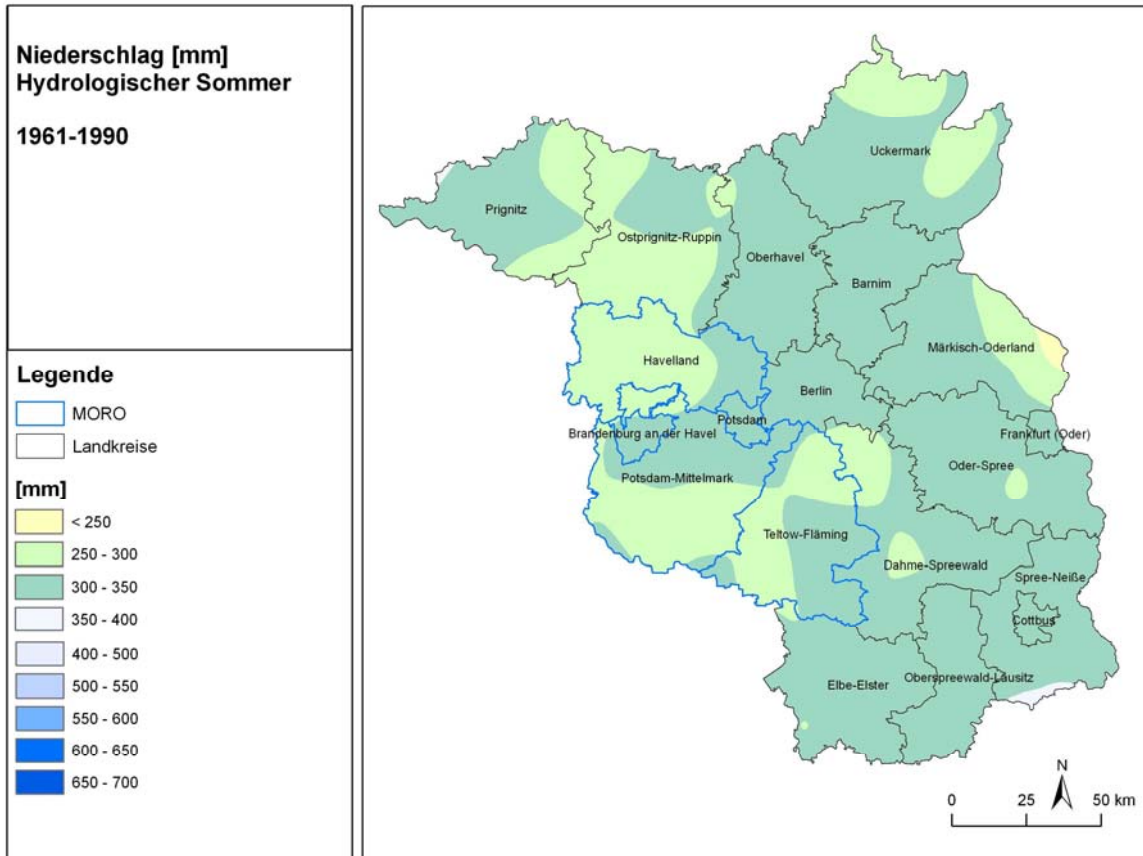 Niederschlag [mm]
Hydrologischer Sommer
1961-1990
Legende
MORO
Landkreise
[mm]
< 250
250 - 300
300 - 350
350 - 400
400 - 500
500 - 550
550 - 600
600 - 650
650 - 700
Uckermark
Prignitz
Ostprignitz-Ruppin
Oberhavel
Barnim
Märkisch-Oderland
Havelland
Berlin
Potsdam
Brandenburg an der Havel
Frankfurt (Oder)
Oder-Spree
Potsdam-Mittelmark
Teltow-Fläming
Dahme-Spreewald
Spree-Neiße
Cottbus
Elbe-Elster
Oberspreewald-Lausitz
N
0 25 50 km